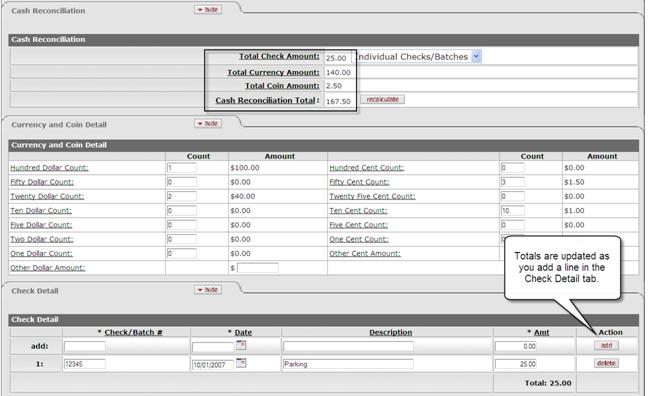 Cash Reconciliation hide
Cash Reconciliation
Total Check Amount: 25.00 Individual Checks/Batches
Total Currency Amount: 140.00
Total Coin Amount: 2.50
Cash Reconciliation Total: 167.50 recalculate
Currency and Coin Detail hide
Currency and Coin Detail
Count Amount Count Amount
Hundred Dollar Count: 1 $100.00 Hundred Cent Count: 0 $0.00
Fifty Dollar Count: 0 $0.00 Fifty Cent Count: 3 $1.50
Twenty Dollar Count: 2 $40.00 Twenty Five Cent Count: 0 $0.00
Ten Dollar Count: 0 $0.00 Ten Cent Count: 10 $1.00
Five Dollar Count: 0 $0.00 Five Cent Count: 0 $0.00
Two Dollar Count: 0 $0.00 One Cent Count:
One Dollar Count: 0 $0.00 Other Cent Amount:
Other Dollar Amount: $
Totals are updated as
you add a line in the
Check Detail tab.
Check Detail hide
Check Detail
* Check/Batch # * Date Description * Amt Action
add: 0.00 add
1: 12345 10/01/2007 Parking 25.00 delete
Total: 25.00